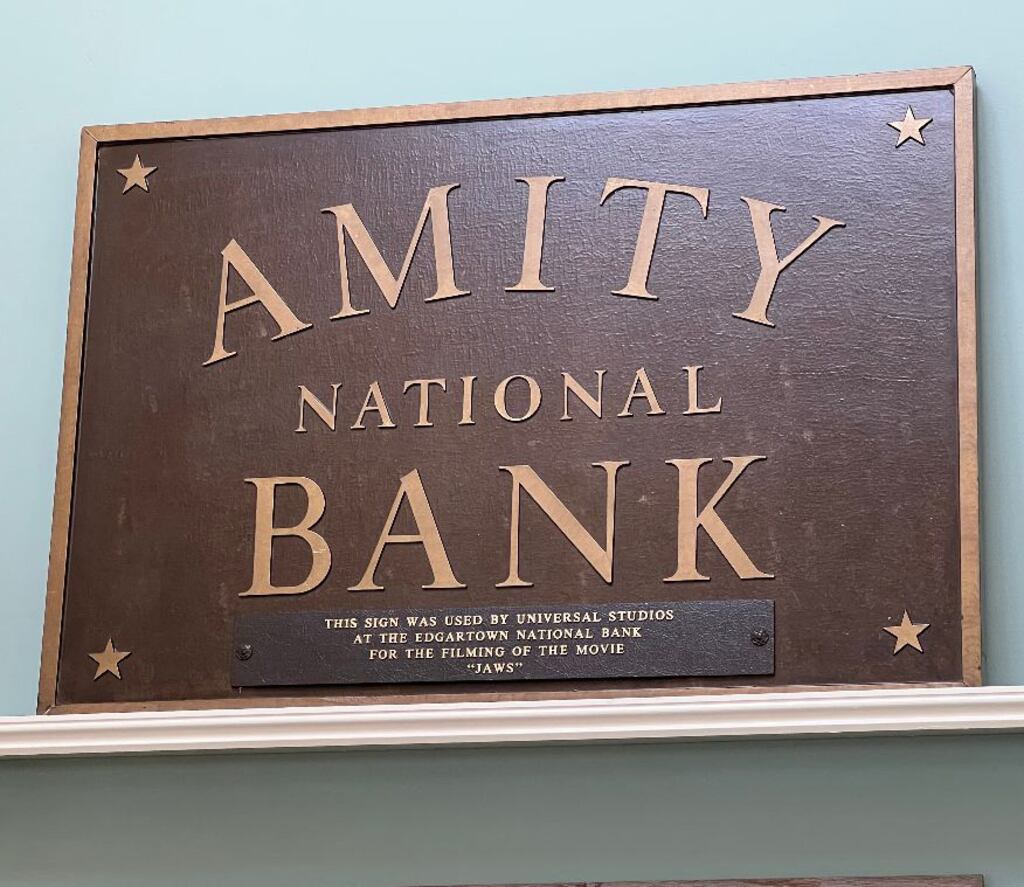 AMITY
NATIONAL
BANK
THIS SIGN WAS USED BY UNIVERSAL STUDIOS
AT THE EDGARTOWN NATIONAL BANK
FOR THE FILMING OF THE MOVIE
"JAWS"